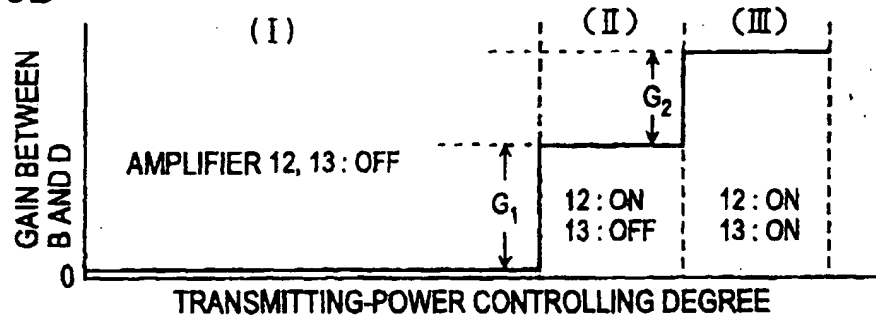 (I)
(II)
(III)
GAIN BETWEEN
B AND D
AMPLIFIER 12, 13 : OFF
G1
G2
12 : ON
13 : OFF
12 : ON
13 : ON
0
TRANSMITTING-POWER CONTROLLING DEGREE